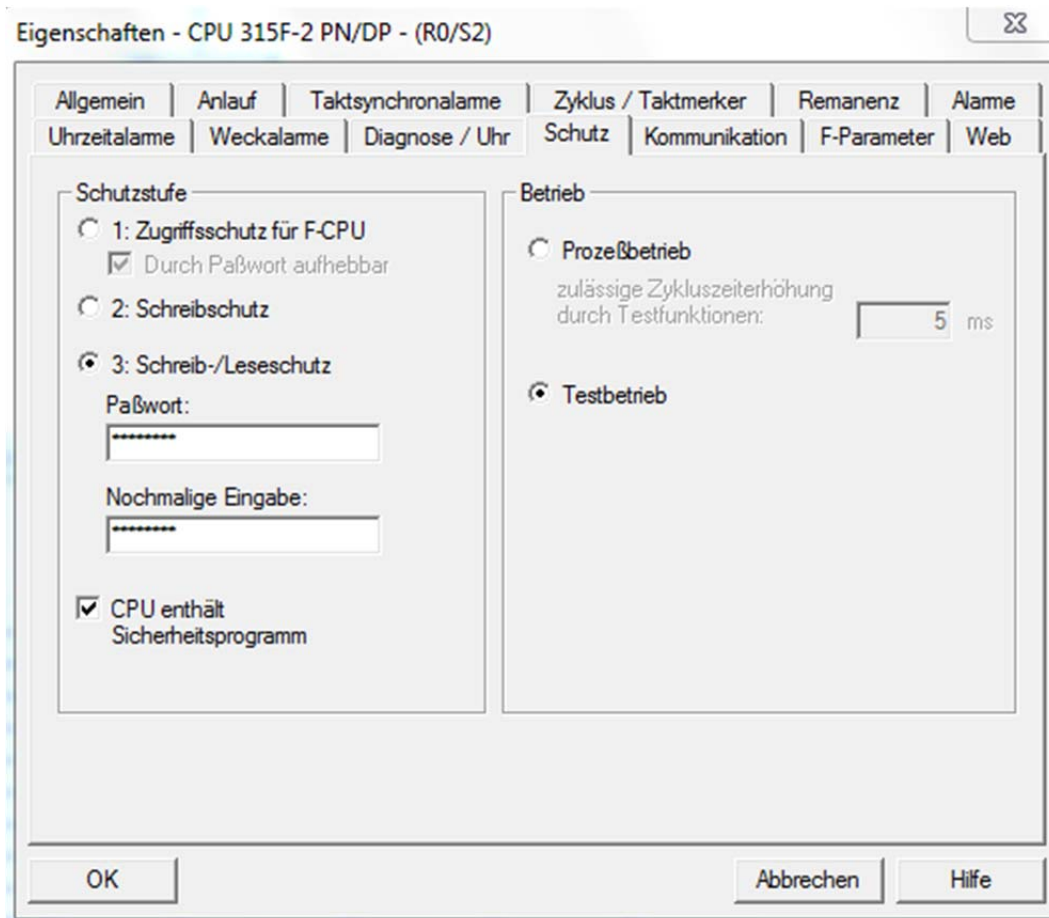 Eigenschaften - CPU 315F-2 PN/DP - (R0/S2)
Allgemein
Anlauf
Taktsynchronalarme
Zyklus / Taktmerker
Remanenz
Alarme
Uhrzeitalarme
Weckalarme
Diagnose / Uhr
Schutz
Kommunikation
F-Parameter
Web
Schutzstufe
1: Zugriffsschutz für F-CPU
Durch Paßwort aufhebbar
2: Schreibschutz
3: Schreib-/Leseschutz
Paßwort:
********
Nochmalige Eingabe:
********
CPU enthält
Sicherheitsprogramm
Betrieb
Prozeßbetrieb
zulässige Zykluszeiterhöhung
durch Testfunktionen:
5 ms
Testbetrieb
OK
Abbrechen
Hilfe